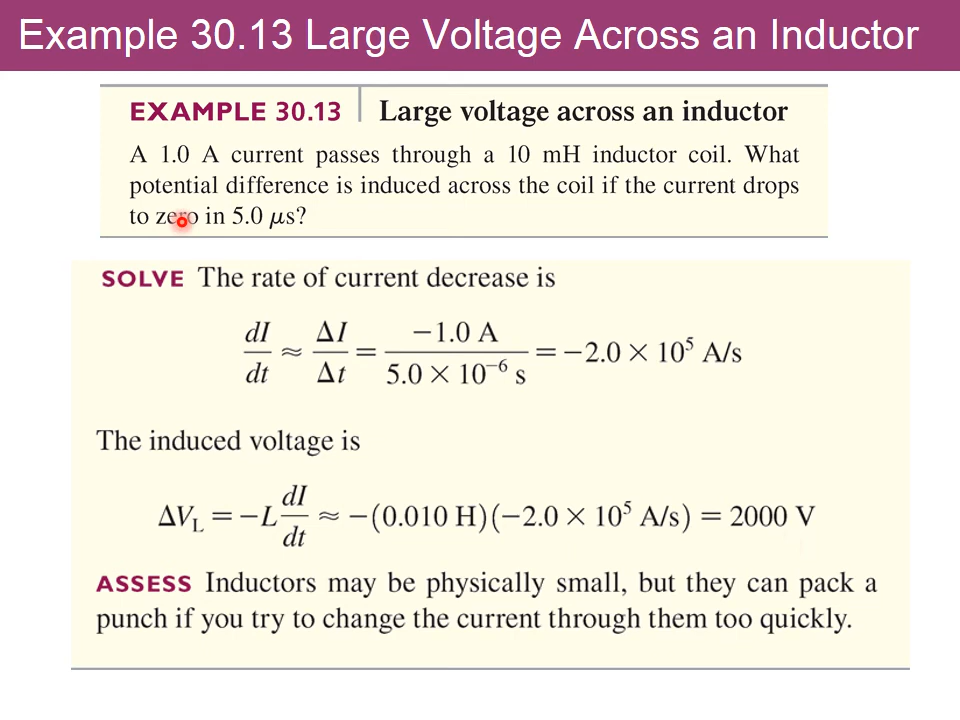 Example 30.13 Large Voltage Across an Inductor
EXAMPLE 30.13 Large voltage across an inductor
A 1.0 A current passes through a 10 mH inductor coil. What
potential difference is induced across the coil if the current drops
to zero in 5.0 μs?
SOLVE The rate of current decrease is
dI/dt ≈ ΔI/Δt = −1.0 A / 5.0 × 10⁻⁶ s = −2.0 × 10⁵ A/s
The induced voltage is
ΔV_L = −L dI/dt ≈ −(0.010 H)(−2.0 × 10⁵ A/s) = 2000 V
ASSESS Inductors may be physically small, but they can pack a
punch if you try to change the current through them too quickly.